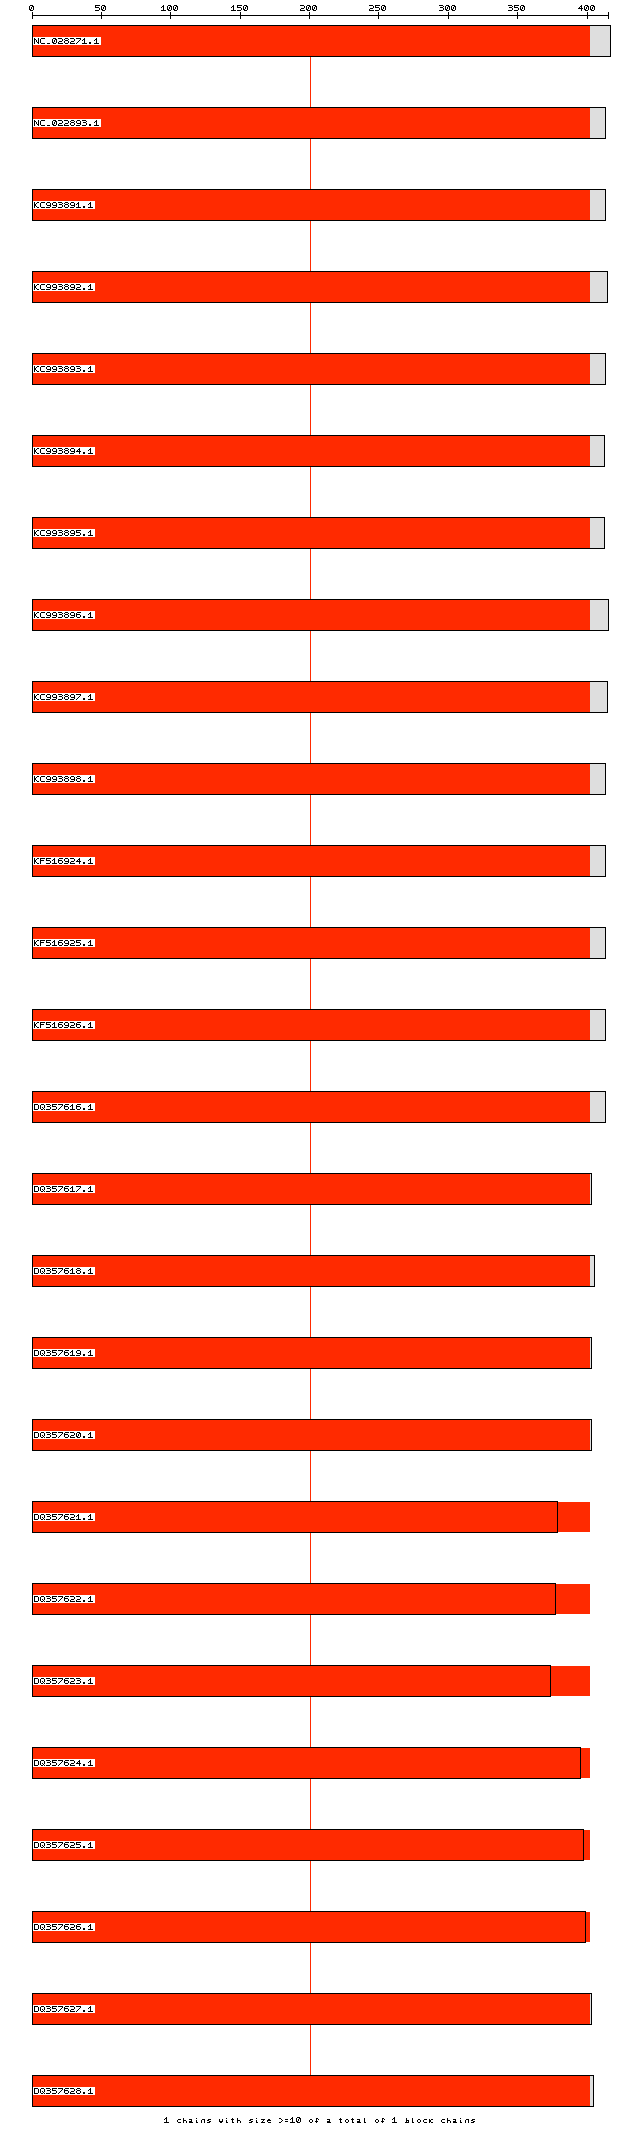 0 50 100 150 200 250 300 350 400
NC_028271.1
NC_022893.1
KC993891.1
KC993892.1
KC993893.1
KC993894.1
KC993895.1
KC993896.1
KC993897.1
KC993898.1
KF516924.1
KF516925.1
KF516926.1
DQ357616.1
DQ357617.1
DQ357618.1
DQ357619.1
DQ357620.1
DQ357621.1
DQ357622.1
DQ357623.1
DQ357624.1
DQ357625.1
DQ357626.1
DQ357627.1
DQ357628.1
1 chains with size >=10 of a total of 1 block chains